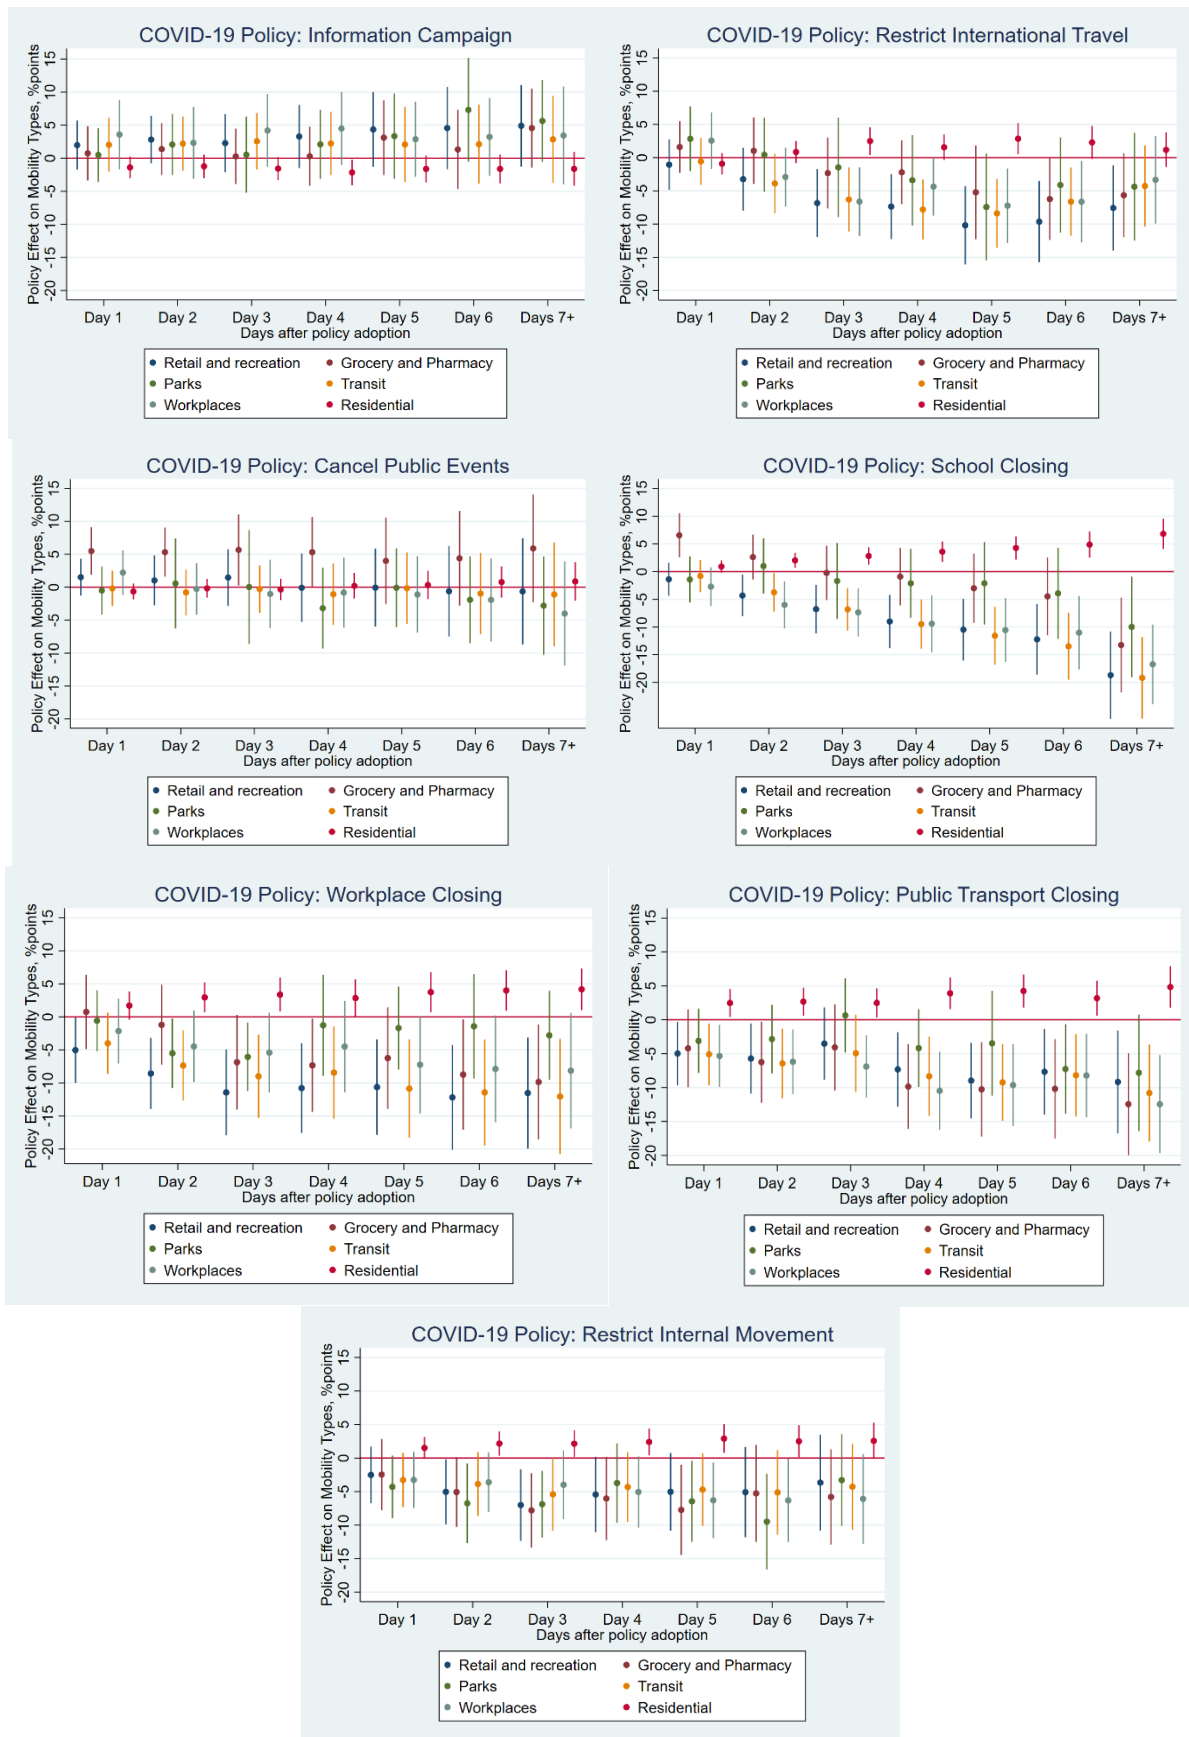 COVID-19 Policy: Information Campaign
Policy Effect on Mobility Types, %points
15
10
5
0
-5
-10
-15
-20
Day 1 Day 2 Day 3 Day 4 Day 5 Day 6 Days 7+
Days after policy adoption
Retail and recreation Grocery and Pharmacy
Parks Transit
Workplaces Residential
COVID-19 Policy: Restrict International Travel
Policy Effect on Mobility Types, %points
15
10
5
0
-5
-10
-15
-20
Day 1 Day 2 Day 3 Day 4 Day 5 Day 6 Days 7+
Days after policy adoption
Retail and recreation Grocery and Pharmacy
Parks Transit
Workplaces Residential
COVID-19 Policy: Cancel Public Events
Policy Effect on Mobility Types, %points
15
10
5
0
-5
-10
-15
-20
Day 1 Day 2 Day 3 Day 4 Day 5 Day 6 Days 7+
Days after policy adoption
Retail and recreation Grocery and Pharmacy
Parks Transit
Workplaces Residential
COVID-19 Policy: School Closing
Policy Effect on Mobility Types, %points
15
10
5
0
-5
-10
-15
-20
Day 1 Day 2 Day 3 Day 4 Day 5 Day 6 Days 7+
Days after policy adoption
Retail and recreation Grocery and Pharmacy
Parks Transit
Workplaces Residential
COVID-19 Policy: Workplace Closing
Policy Effect on Mobility Types, %points
15
10
5
0
-5
-10
-15
-20
Day 1 Day 2 Day 3 Day 4 Day 5 Day 6 Days 7+
Days after policy adoption
Retail and recreation Grocery and Pharmacy
Parks Transit
Workplaces Residential
COVID-19 Policy: Public Transport Closing
Policy Effect on Mobility Types, %points
15
10
5
0
-5
-10
-15
-20
Day 1 Day 2 Day 3 Day 4 Day 5 Day 6 Days 7+
Days after policy adoption
Retail and recreation Grocery and Pharmacy
Parks Transit
Workplaces Residential
COVID-19 Policy: Restrict Internal Movement
Policy Effect on Mobility Types, %points
15
10
5
0
-5
-10
-15
-20
Day 1 Day 2 Day 3 Day 4 Day 5 Day 6 Days 7+
Days after policy adoption
Retail and recreation Grocery and Pharmacy
Parks Transit
Workplaces Residential